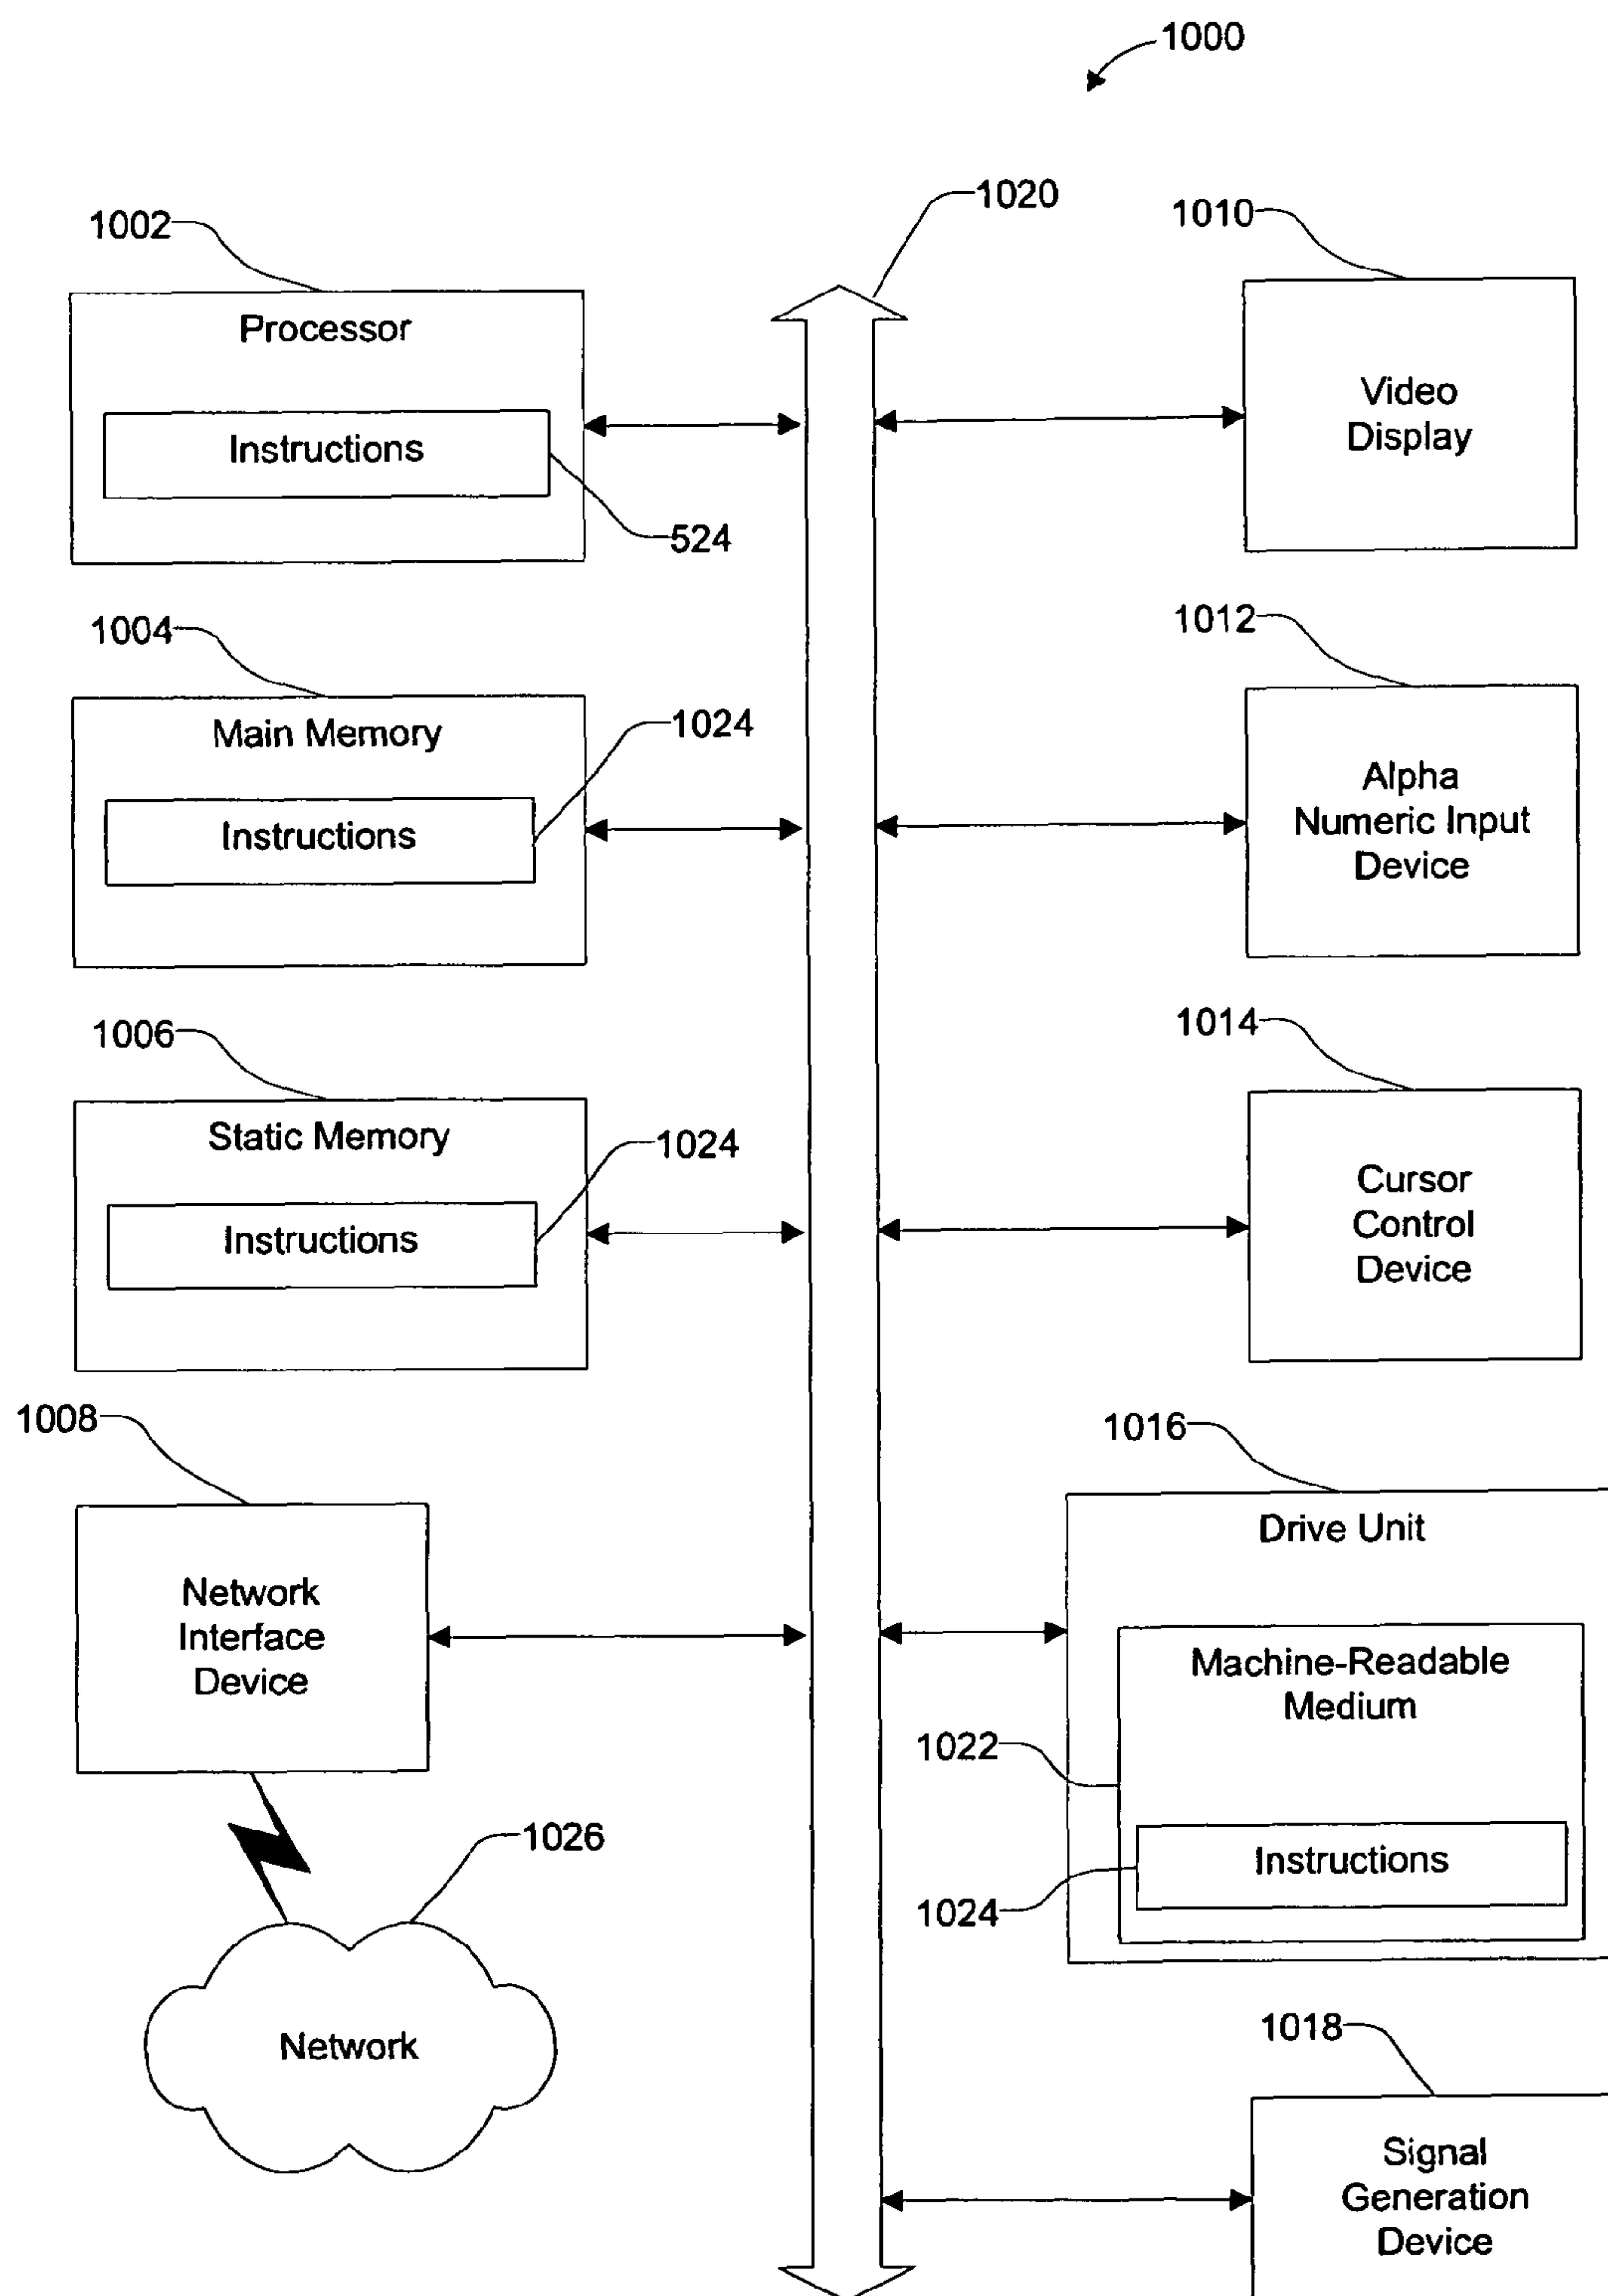 1000
1020
1002
1010
Processor
Instructions
524
Video
Display
1004
1012
Main Memory
1024
Instructions
Alpha
Numeric Input
Device
1006
1014
Static Memory
1024
Instructions
Cursor
Control
Device
1008
1016
Network
Interface
Device
Drive Unit
Machine-Readable
Medium
1022
Instructions
1024
1026
Network
1018
Signal
Generation
Device